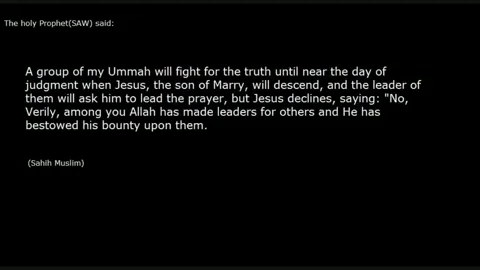 The holy Prophet(SAW) said:
A group of my Ummah will fight for the truth until near the day of
judgment when Jesus, the son of Marry, will descend, and the leader of
them will ask him to lead the prayer, but Jesus declines, saying: "No,
Verily, among you Allah has made leaders for others and He has
bestowed his bounty upon them.
(Sahih Muslim)